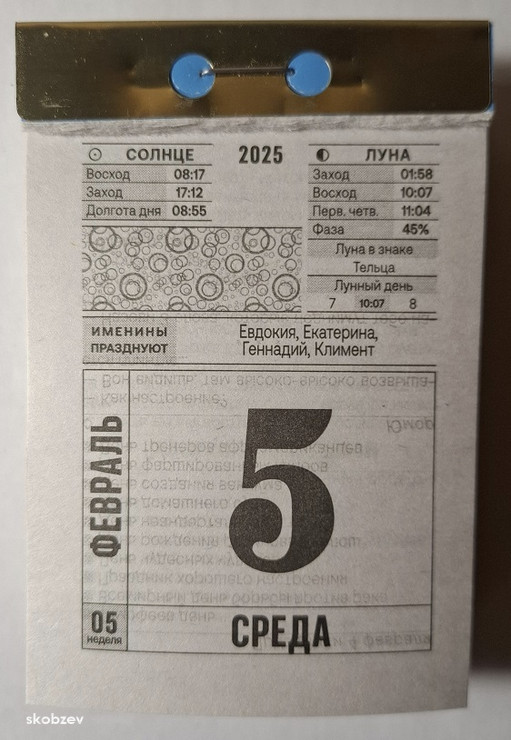 СОЛНЦЕ
Восход 08:17
Заход 17:12
Долгота дня 08:55
2025
ЛУНА
Заход 01:58
Восход 10:07
Перв. четв. 11:04
Фаза 45%
Луна в знаке
Тельца
Лунный день
7 10:07 8
ИМЕНИНЫ
ПРАЗДНУЮТ
Евдокия, Екатерина,
Геннадий, Климент
ФЕВРАЛЬ
5
05
неделя
СРЕДА
skobzev